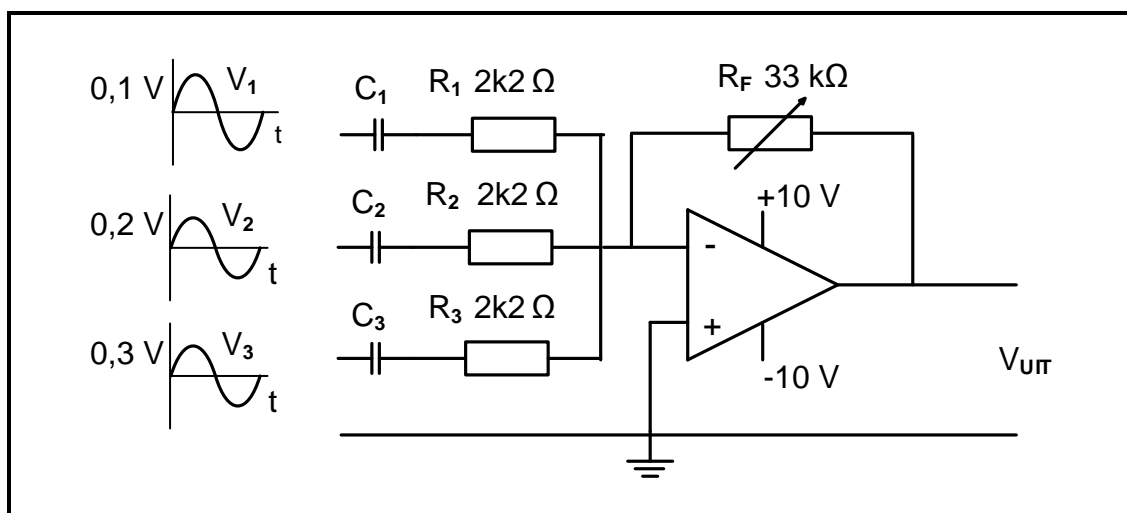 0,1 V V₁ t
C₁ R₁ 2k2 Ω
R_F 33 kΩ
0,2 V V₂ t
C₂ R₂ 2k2 Ω
+10 V
-
+
0,3 V V₃ t
C₃ R₃ 2k2 Ω
-10 V
V_UIT